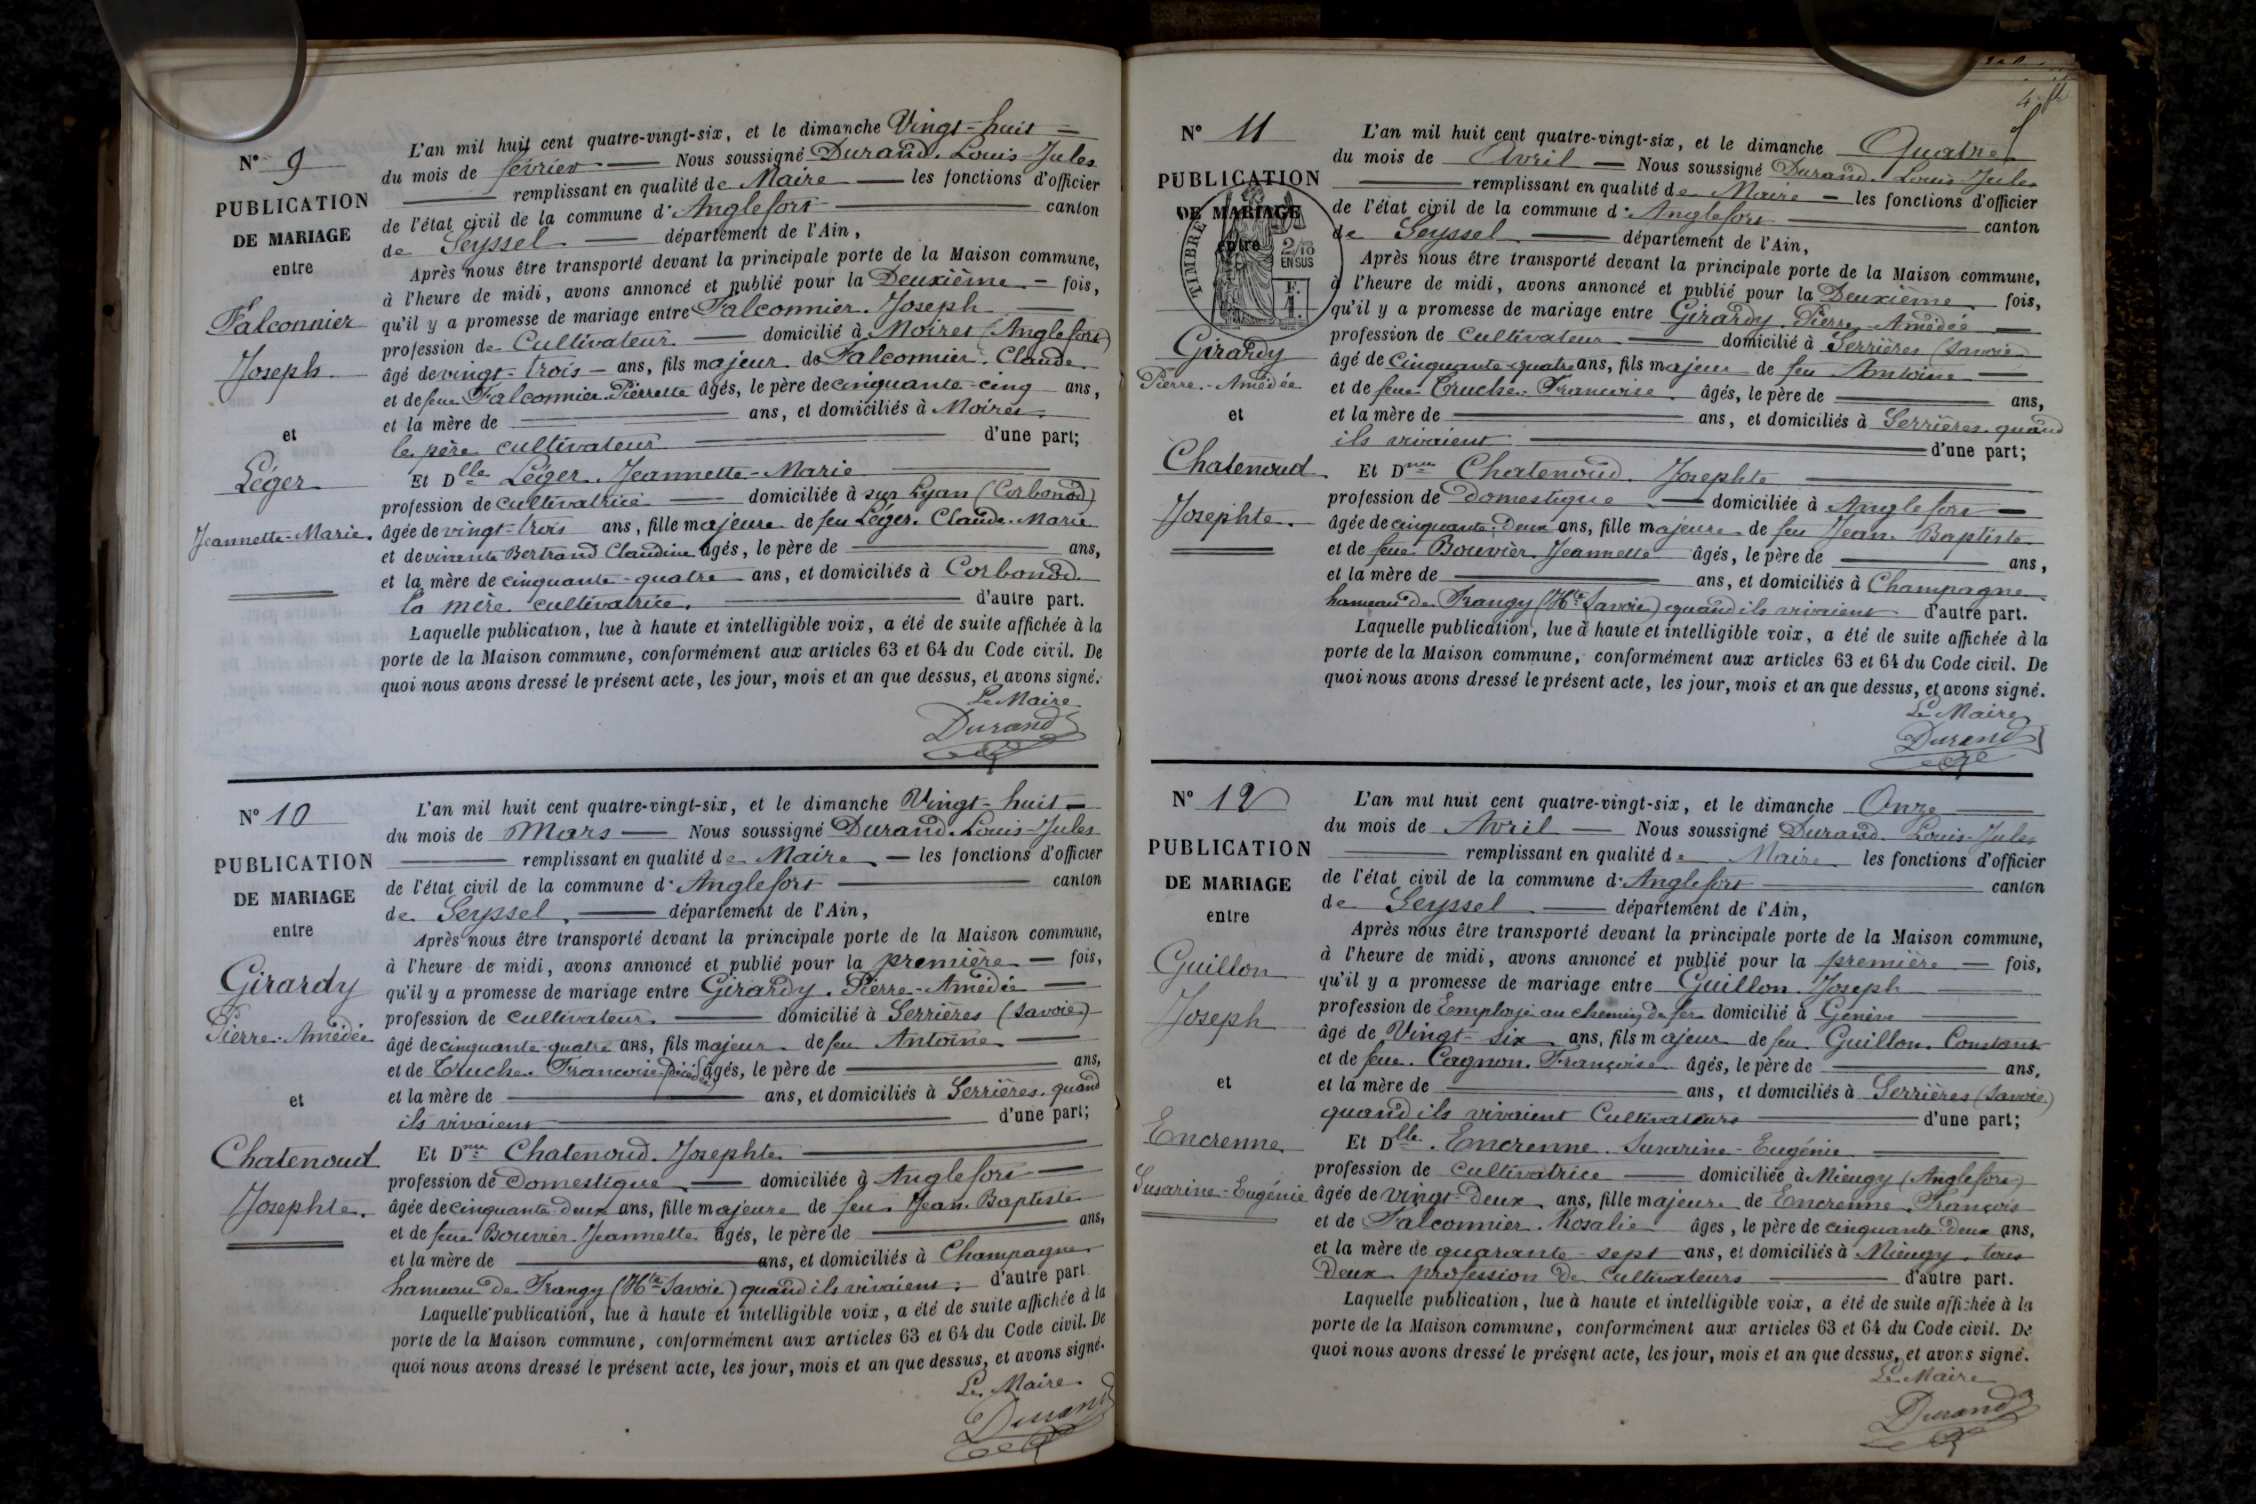 N° 9
PUBLICATION
DE MARIAGE
entre
Falconnier
Joseph
et
Léger
Jeannette-Marie.
L'an mil huit cent quatre-vingt-six, et le dimanche Vingt-huit
du mois de février Nous soussigné Durand Louis-Jules
remplissant en qualité de Maire les fonctions d'officier
de l'état civil de la commune d'Anglefort canton
de Seyssel département de l'Ain,
Après nous être transporté devant la principale porte de la Maison commune,
à l'heure de midi, avons annoncé et publié pour la Deuxième fois,
qu'il y a promesse de mariage entre Falconnier Joseph
profession de Cultivateur domicilié à Moiret (Anglefort)
âgé de vingt-trois ans, fils majeur de Falconnier Claude
et de feue Falconnier Pierrette âgés, le père de cinquante-cinq ans,
et la mère de ans, et domiciliés à Moiret
le père cultivateur d'une part;
Et Dlle Léger Jeannette-Marie
profession de cultivatrice domiciliée à sur Lyan (Corbonod)
âgée de vingt-trois ans, fille majeure de feu Léger Claude-Marie
et de vivante Bertrand Claudine âgés, le père de ans,
et la mère de cinquante-quatre ans, et domiciliés à Corbonod
la mère cultivatrice. d'autre part.
Laquelle publication, lue à haute et intelligible voix, a été de suite affichée à la
porte de la Maison commune, conformément aux articles 63 et 64 du Code civil. De
quoi nous avons dressé le présent acte, les jour, mois et an que dessus, et avons signé.
Le Maire
Durand
N° 10
PUBLICATION
DE MARIAGE
entre
Girardy
Pierre-Amédée
et
Chatenoud
Josephte.
L'an mil huit cent quatre-vingt-six, et le dimanche Vingt-huit
du mois de Mars Nous soussigné Durand Louis-Jules
remplissant en qualité de Maire les fonctions d'officier
de l'état civil de la commune d'Anglefort canton
de Seyssel département de l'Ain,
Après nous être transporté devant la principale porte de la Maison commune,
à l'heure de midi, avons annoncé et publié pour la première fois,
qu'il y a promesse de mariage entre Girardy Pierre-Amédée
profession de cultivateur domicilié à Serrières (Savoie)
âgé de cinquante-quatre ans, fils majeur de feu Antoine
et de Truche Francoise (décédée) âgés, le père de ans,
et la mère de ans, et domiciliés à Serrières quand
ils vivaient d'une part;
Et Dme Chatenoud Josephte
profession de Domestique domiciliée à Anglefort
âgée de cinquante-deux ans, fille majeure de feu Jean Baptiste
et de feue Bouvier Jeannette âgés, le père de ans,
et la mère de ans, et domiciliés à Champagne
hameau de Frangy (Hte Savoie) quand ils vivaient d'autre part
Laquelle publication, lue à haute et intelligible voix, a été de suite affichée à la
porte de la Maison commune, conformément aux articles 63 et 64 du Code civil. De
quoi nous avons dressé le présent acte, les jour, mois et an que dessus, et avons signé.
Le Maire
Durand
4
N° 11
PUBLICATION
DE MARIAGE
entre
TIMBRE
2/10
EN SUS
F.
1.
Girardy
Pierre-Amédée
et
Chatenoud
Josephte.
L'an mil huit cent quatre-vingt-six, et le dimanche Quatre
du mois de Avril Nous soussigné Durand Louis-Jules
remplissant en qualité de Maire les fonctions d'officier
de l'état civil de la commune d'Anglefort canton
de Seyssel département de l'Ain,
Après nous être transporté devant la principale porte de la Maison commune,
à l'heure de midi, avons annoncé et publié pour la Deuxième fois,
qu'il y a promesse de mariage entre Girardy Pierre-Amédée
profession de cultivateur domicilié à Serrières (Savoie)
âgé de cinquante-quatre ans, fils majeur de feu Antoine
et de feue Truche Francoise âgés, le père de ans,
et la mère de ans, et domiciliés à Serrières quand
ils vivaient d'une part;
Et Dme Chatenoud Josephte
profession de Domestique domiciliée à Anglefort
âgée de cinquante-deux ans, fille majeure de feu Jean Baptiste
et de feue Bouvier Jeannette âgés, le père de ans,
et la mère de ans, et domiciliés à Champagne
hameau de Frangy (Hte Savoie) quand ils vivaient d'autre part.
Laquelle publication, lue à haute et intelligible voix, a été de suite affichée à la
porte de la Maison commune, conformément aux articles 63 et 64 du Code civil. De
quoi nous avons dressé le présent acte, les jour, mois et an que dessus, et avons signé.
Le Maire
Durand
N° 12
PUBLICATION
DE MARIAGE
entre
Guillon
Joseph
et
Encrenne
Susarine-Eugénie
L'an mil huit cent quatre-vingt-six, et le dimanche Onze
du mois de Avril Nous soussigné Durand Louis-Jules
remplissant en qualité de Maire les fonctions d'officier
de l'état civil de la commune d'Anglefort canton
de Seyssel département de l'Ain,
Après nous être transporté devant la principale porte de la Maison commune,
à l'heure de midi, avons annoncé et publié pour la première fois,
qu'il y a promesse de mariage entre Guillon Joseph
profession de Employé au chemin de fer domicilié à Genève
âgé de Vingt-six ans, fils majeur de feu Guillon Constant
et de feue Cagnon Françoise âgés, le père de ans,
et la mère de ans, et domiciliés à Serrières (Savoie)
quand ils vivaient Cultivateurs d'une part;
Et Dlle Encrenne Susarine-Eugénie
profession de cultivatrice domiciliée à Mieugy (Anglefort)
âgée de vingt-deux ans, fille majeure de Encrenne François
et de Falconnier Rosalie âgés, le père de cinquante-deux ans,
et la mère de quarante-sept ans, et domiciliés à Mieugy tous
deux profession de cultivateurs d'autre part.
Laquelle publication, lue à haute et intelligible voix, a été de suite affichée à la
porte de la Maison commune, conformément aux articles 63 et 64 du Code civil. De
quoi nous avons dressé le présent acte, les jour, mois et an que dessus, et avons signé.
Le Maire
Durand